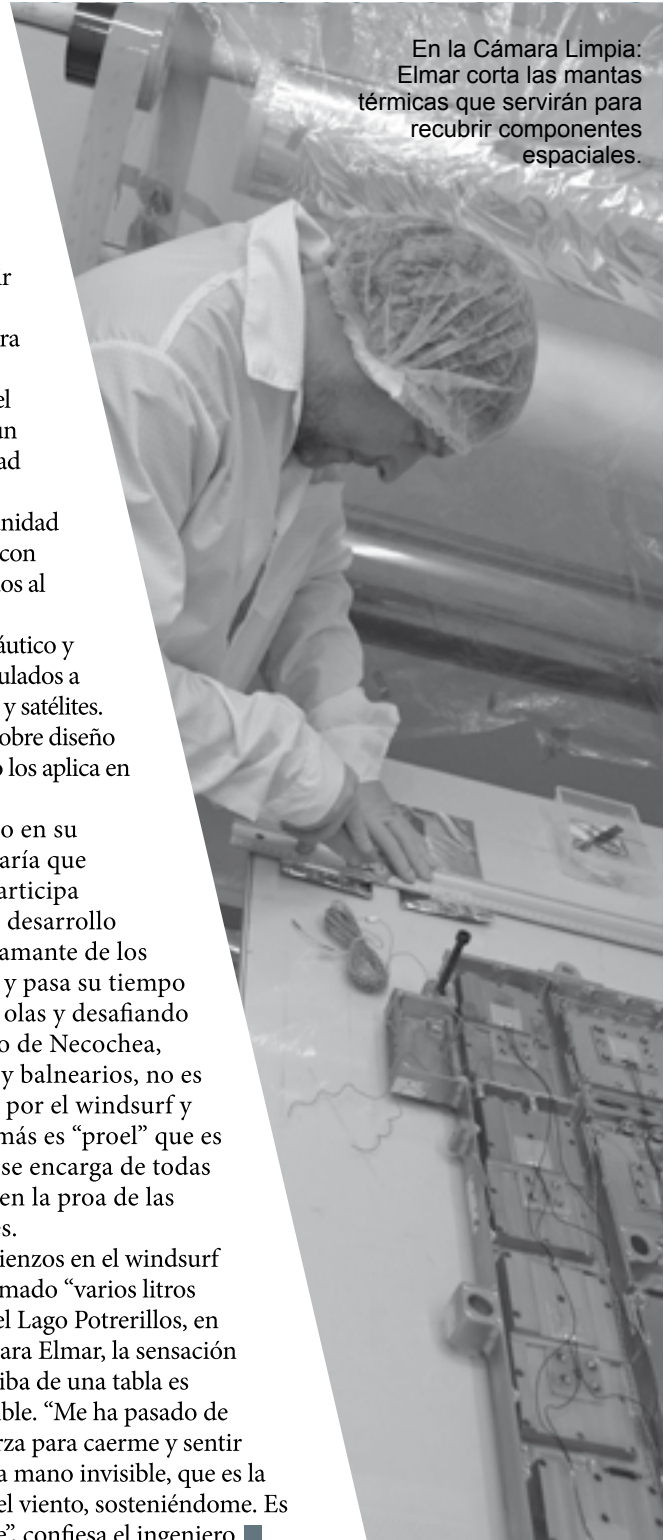 En la Cámara Limpia:
Elmar corta las mantas
térmicas que servirán para
recubrir componentes
espaciales.
ir
ra
el
un
ad
unidad
con
os al
áutico y
ulados a
y satélites.
obre diseño
o los aplica en
o en su
aría que
articipa
desarrollo
amante de los
y pasa su tiempo
olas y desafiando
o de Necochea,
y balnearios, no es
por el windsurf y
más es “proel” que es
se encarga de todas
en la proa de las
s.
ienzos en el windsurf
mado “varios litros
el Lago Potrerillos, en
ara Elmar, la sensación
iba de una tabla es
ble. “Me ha pasado de
rza para caerme y sentir
a mano invisible, que es la
el viento, sosteniéndome. Es
e”, confiesa el ingeniero.